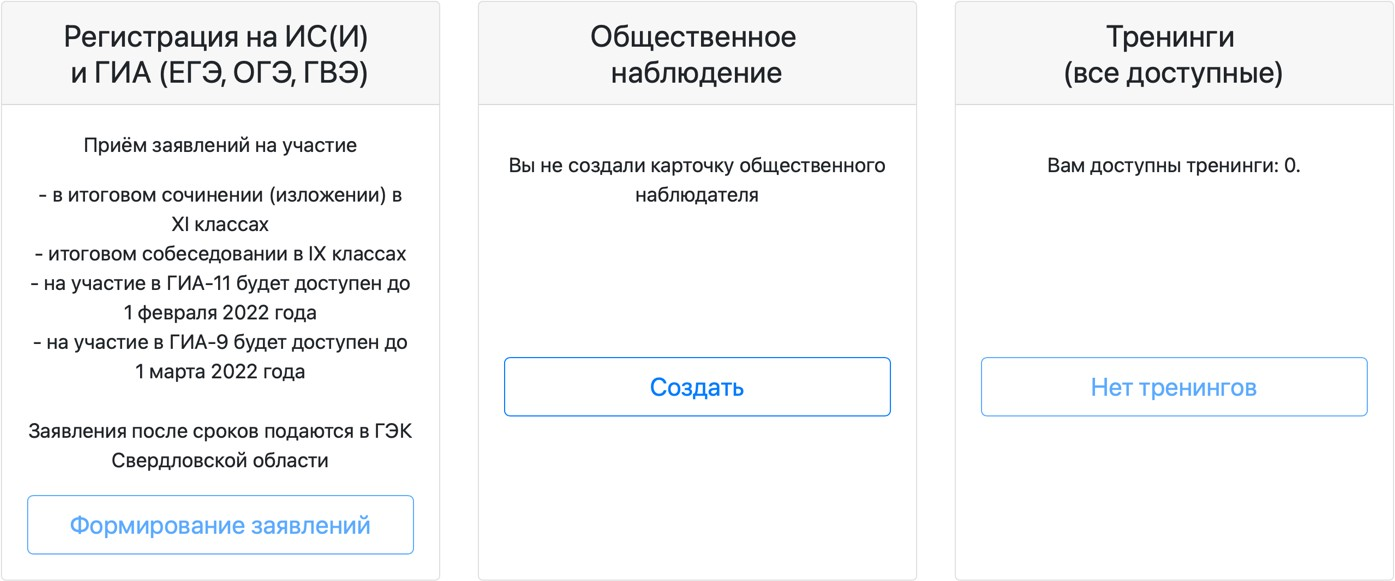 Регистрация на ИС(И)
и ГИА (ЕГЭ, ОГЭ, ГВЭ)
Приём заявлений на участие
- в итоговом сочинении (изложении) в
XI классах
- итоговом собеседовании в IX классах
- на участие в ГИА-11 будет доступен до
1 февраля 2022 года
- на участие в ГИА-9 будет доступен до
1 марта 2022 года
Заявления после сроков подаются в ГЭК
Свердловской области
Формирование заявлений
Общественное
наблюдение
Вы не создали карточку общественного
наблюдателя
Создать
Тренинги
(все доступные)
Вам доступны тренинги: 0.
Нет тренингов